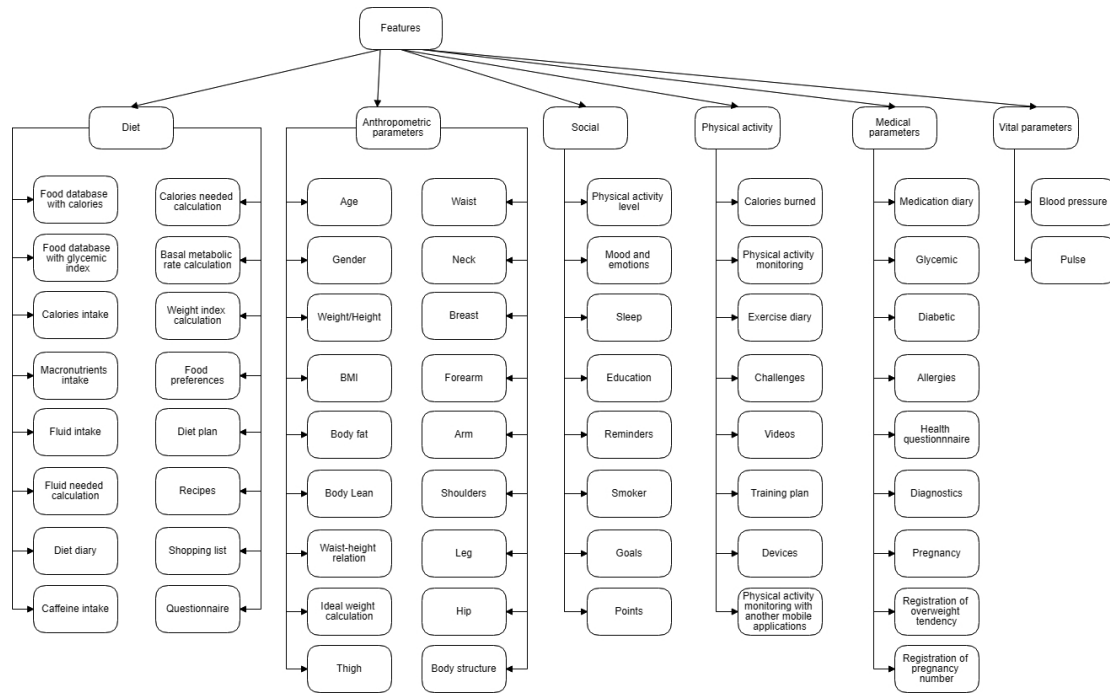 Features
Diet
Anthropometric
parameters
Social
Physical activity
Medical
parameters
Vital parameters
Food database
with calories
Food database
with glycemic
index
Calories intake
Macronutrients
intake
Fluid intake
Fluid needed
calculation
Diet diary
Caffeine intake
Calories needed
calculation
Basal metabolic
rate calculation
Weight index
calculation
Food
preferences
Diet plan
Recipes
Shopping list
Questionnaire
Age
Gender
Weight/Height
BMI
Body fat
Body Lean
Waist-height
relation
Ideal weight
calculation
Thigh
Waist
Neck
Breast
Forearm
Arm
Shoulders
Leg
Hip
Body structure
Physical activity
level
Mood and
emotions
Sleep
Education
Reminders
Smoker
Goals
Points
Calories burned
Physical activity
monitoring
Exercise diary
Challenges
Videos
Training plan
Devices
Physical activity
monitoring with
another mobile
applications
Medication diary
Glycemic
Diabetic
Allergies
Health
questionnnaire
Diagnostics
Pregnancy
Registration of
overweight
tendency
Registration of
pregnancy
number
Blood pressure
Pulse